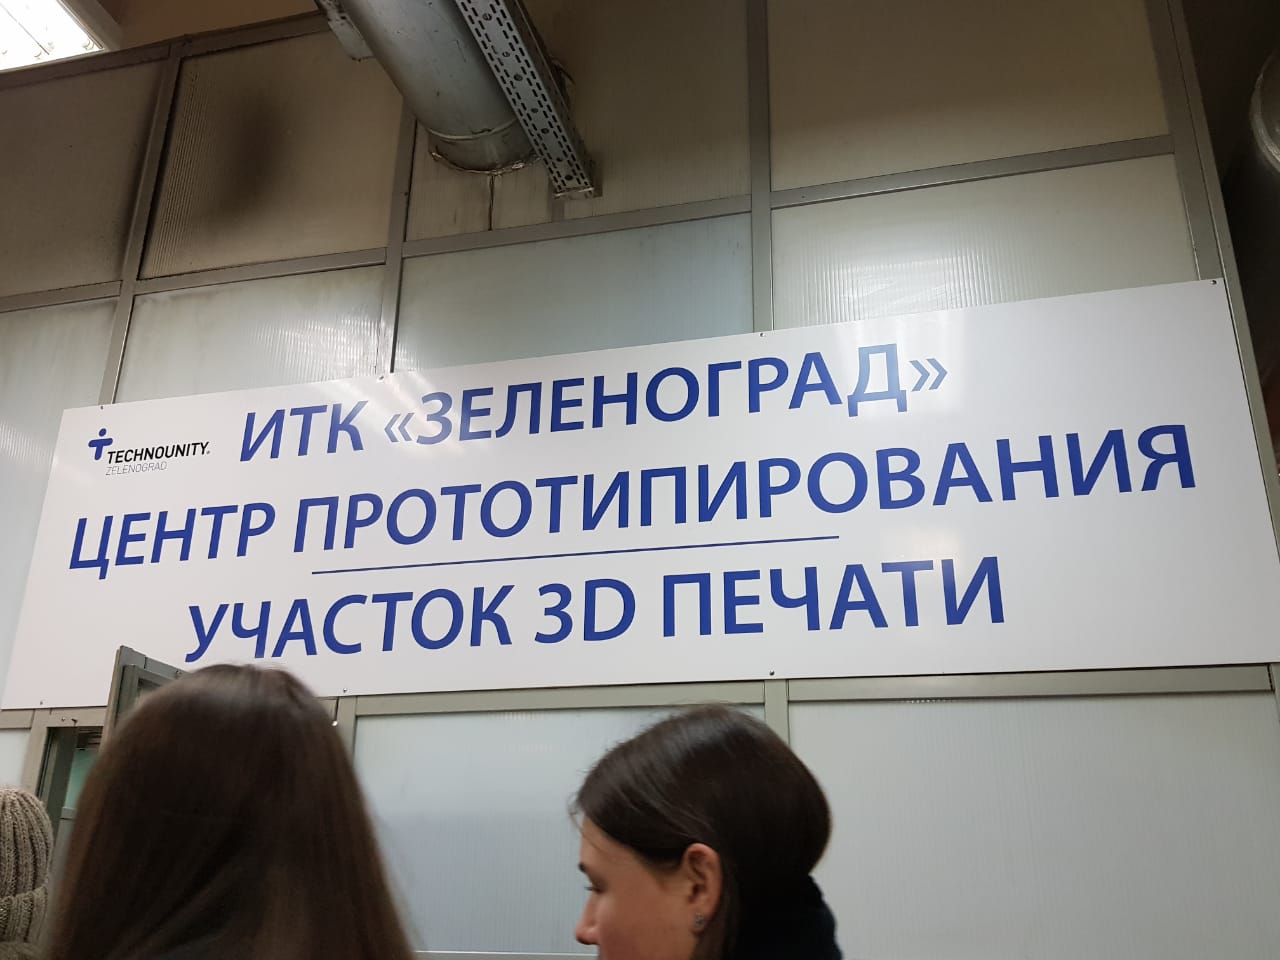 ИТК «ЗЕЛЕНОГРАД»
TECHNOUNITY®
ZELENOGRAD
ЦЕНТР ПРОТОТИПИРОВАНИЯ
УЧАСТОК 3D ПЕЧАТИ